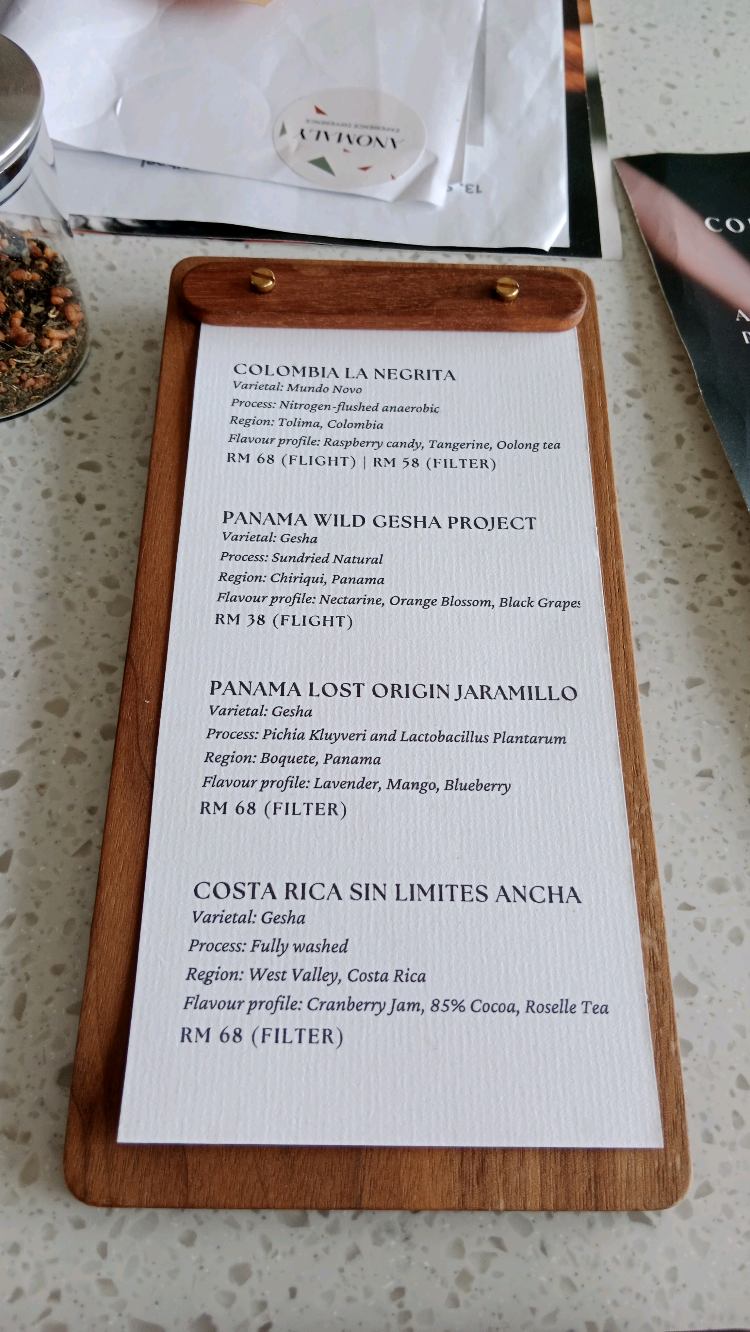 ANOMALY
EXPERIENCE DIFFERENCE
13,
CO
COLOMBIA LA NEGRITA
Varietal: Mundo Novo
Process: Nitrogen-flushed anaerobic
Region: Tolima, Colombia
Flavour profile: Raspberry candy, Tangerine, Oolong tea
RM 68 (FLIGHT) | RM 58 (FILTER)
PANAMA WILD GESHA PROJECT
Varietal: Gesha
Process: Sundried Natural
Region: Chiriqui, Panama
Flavour profile: Nectarine, Orange Blossom, Black Grapes
RM 38 (FLIGHT)
PANAMA LOST ORIGIN JARAMILLO
Varietal: Gesha
Process: Pichia Kluyveri and Lactobacillus Plantarum
Region: Boquete, Panama
Flavour profile: Lavender, Mango, Blueberry
RM 68 (FILTER)
COSTA RICA SIN LIMITES ANCHA
Varietal: Gesha
Process: Fully washed
Region: West Valley, Costa Rica
Flavour profile: Cranberry Jam, 85% Cocoa, Roselle Tea
RM 68 (FILTER)